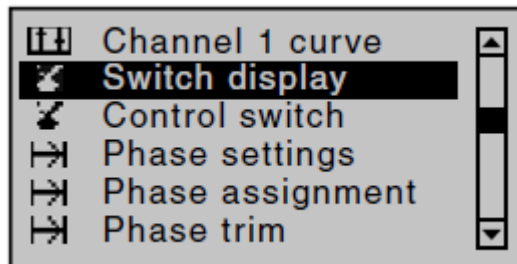 Channel 1 curve
Switch display
Control switch
Phase settings
Phase assignment
Phase trim